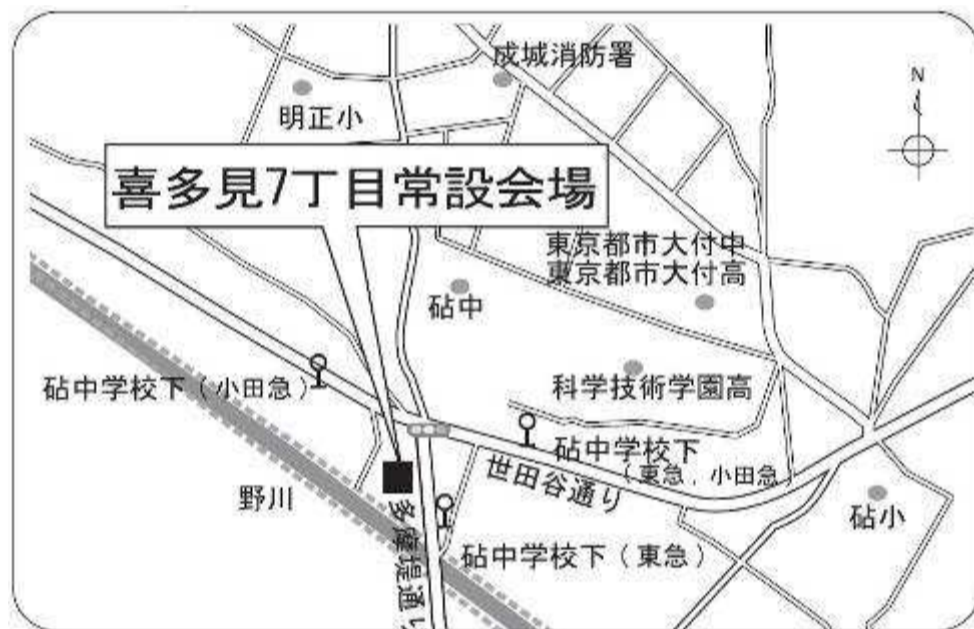 成城消防署
N
明正小
喜多見7丁目常設会場
東京都市大付中
東京都市大付高
砧中
砧中学校下（小田急）
科学技術学園高
砧中学校下
（東急．小田急
世田谷通り
野川
砧小
多摩堤通り
砧中学校下（東急）